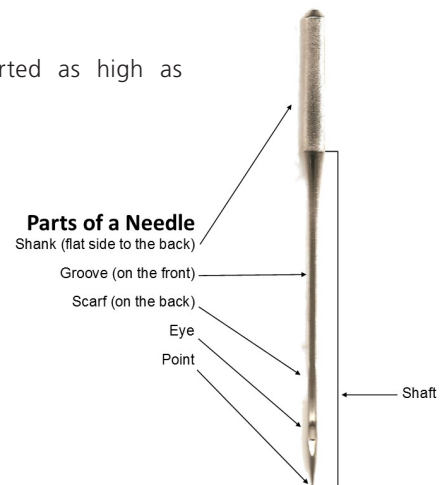 rted as high as
Parts of a Needle
Shank (flat side to the back)
Groove (on the front)
Scarf (on the back)
Eye
Point
Shaft